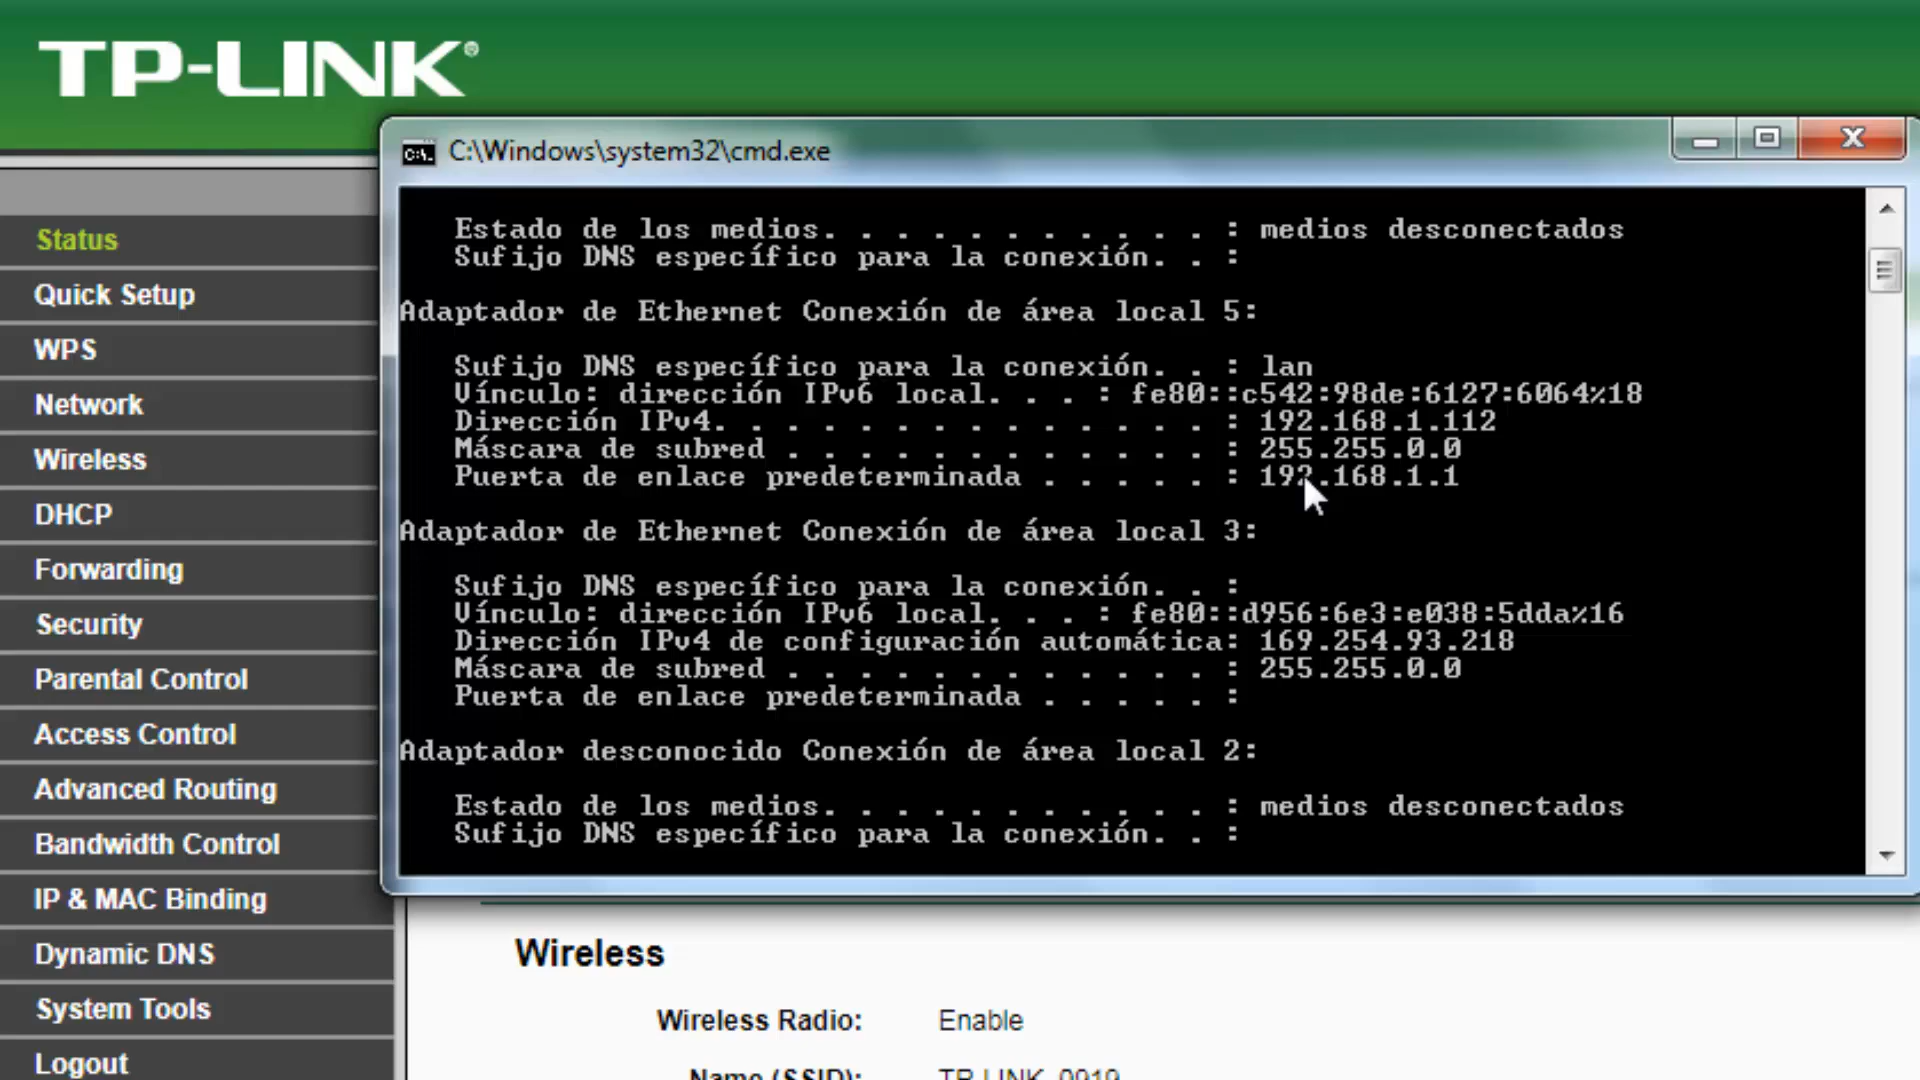 TP-LINK®
C:\Windows\system32\cmd.exe
Status
Quick Setup
WPS
Network
Wireless
DHCP
Forwarding
Security
Parental Control
Access Control
Advanced Routing
Bandwidth Control
IP & MAC Binding
Dynamic DNS
System Tools
Logout
Estado de los medios. . . . . . . . . . . : medios desconectados
Sufijo DNS específico para la conexión. . :
Adaptador de Ethernet Conexión de área local 5:
Sufijo DNS específico para la conexión. . : lan
Vínculo: dirección IPv6 local. . . : fe80::c542:98de:6127:6064%18
Dirección IPv4. . . . . . . . . . . . . . : 192.168.1.112
Máscara de subred . . . . . . . . . . . . : 255.255.0.0
Puerta de enlace predeterminada . . . . . : 192.168.1.1
Adaptador de Ethernet Conexión de área local 3:
Sufijo DNS específico para la conexión. . :
Vínculo: dirección IPv6 local. . . : fe80::d956:6e3:e038:5dda%16
Dirección IPv4 de configuración automática: 169.254.93.218
Máscara de subred . . . . . . . . . . . . : 255.255.0.0
Puerta de enlace predeterminada . . . . . :
Adaptador desconocido Conexión de área local 2:
Estado de los medios. . . . . . . . . . . : medios desconectados
Sufijo DNS específico para la conexión. . :
Wireless
Wireless Radio: Enable
Name (SSID): TP-LINK_0919